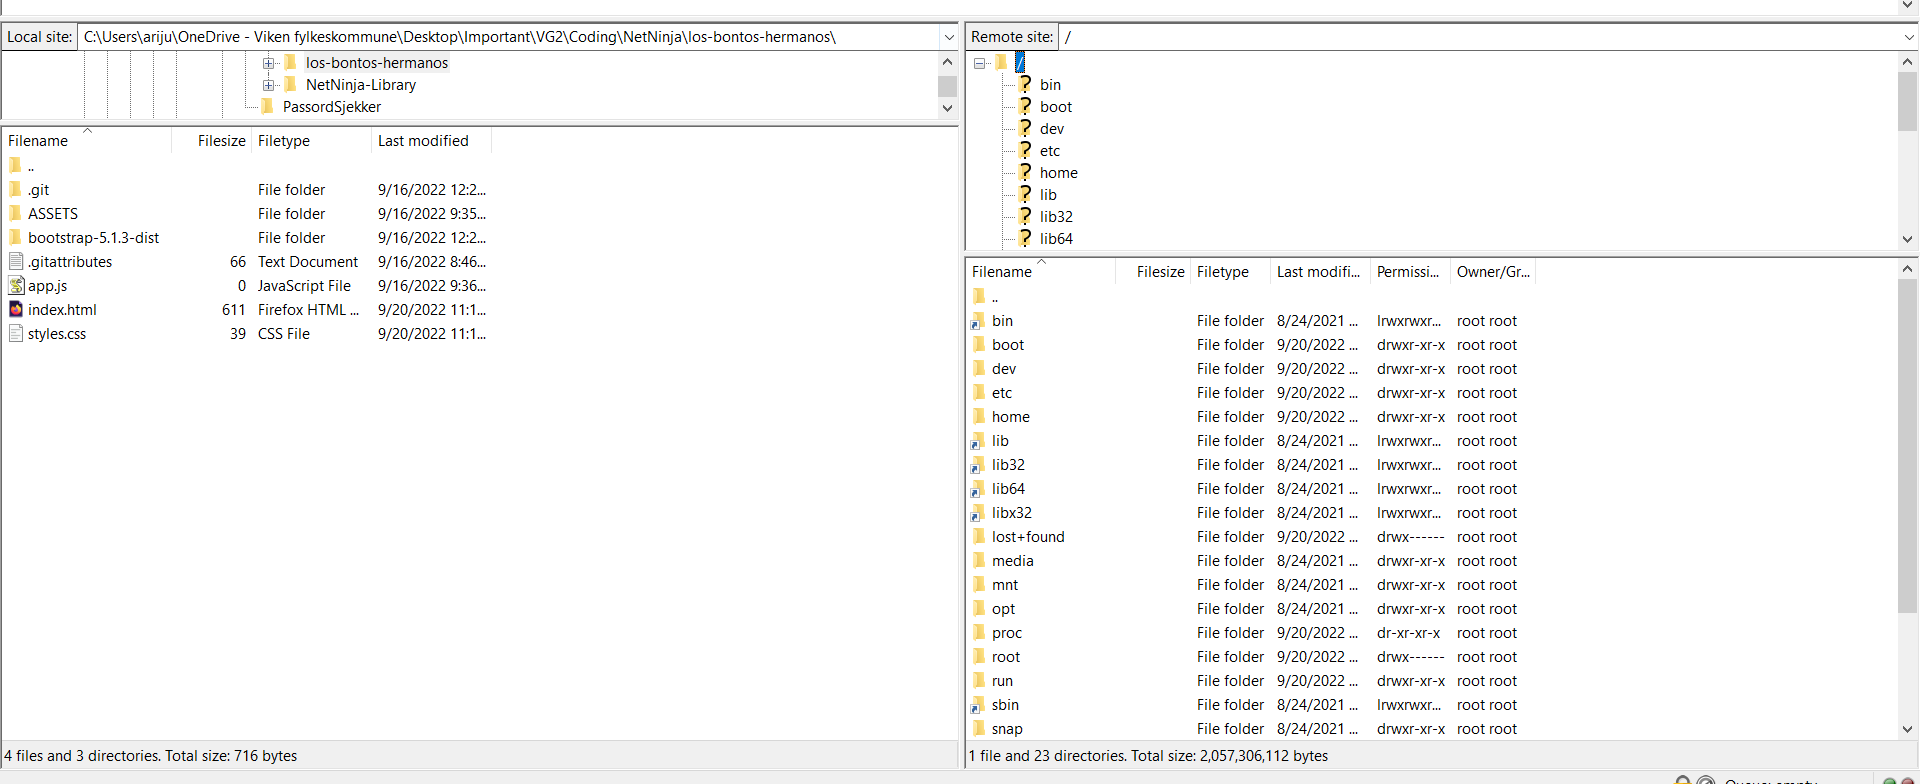 Local site: C:\Users\ariju\OneDrive - Viken fylkeskommune\Desktop\Important\VG2\Coding\NetNinja\los-bontos-hermanos\
los-bontos-hermanos
NetNinja-Library
PassordSjekker
Filename Filesize Filetype Last modified
..
.git File folder 9/16/2022 12:2...
ASSETS File folder 9/16/2022 9:35...
bootstrap-5.1.3-dist File folder 9/16/2022 12:2...
.gitattributes 66 Text Document 9/16/2022 8:46...
app.js 0 JavaScript File 9/16/2022 9:36...
index.html 611 Firefox HTML ... 9/20/2022 11:1...
styles.css 39 CSS File 9/20/2022 11:1...
4 files and 3 directories. Total size: 716 bytes
Remote site: /
/
bin
boot
dev
etc
home
lib
lib32
lib64
Filename Filesize Filetype Last modifi... Permissi... Owner/Gr...
..
bin File folder 8/24/2021 ... lrwxrwxr... root root
boot File folder 9/20/2022 ... drwxr-xr-x root root
dev File folder 9/20/2022 ... drwxr-xr-x root root
etc File folder 9/20/2022 ... drwxr-xr-x root root
home File folder 9/20/2022 ... drwxr-xr-x root root
lib File folder 8/24/2021 ... lrwxrwxr... root root
lib32 File folder 8/24/2021 ... lrwxrwxr... root root
lib64 File folder 8/24/2021 ... lrwxrwxr... root root
libx32 File folder 8/24/2021 ... lrwxrwxr... root root
lost+found File folder 9/20/2022 ... drwx------ root root
media File folder 8/24/2021 ... drwxr-xr-x root root
mnt File folder 8/24/2021 ... drwxr-xr-x root root
opt File folder 8/24/2021 ... drwxr-xr-x root root
proc File folder 9/20/2022 ... dr-xr-xr-x root root
root File folder 9/20/2022 ... drwx------ root root
run File folder 9/20/2022 ... drwxr-xr-x root root
sbin File folder 8/24/2021 ... lrwxrwxr... root root
snap File folder 8/24/2021 ... drwxr-xr-x root root
1 file and 23 directories. Total size: 2,057,306,112 bytes
Queue: empty